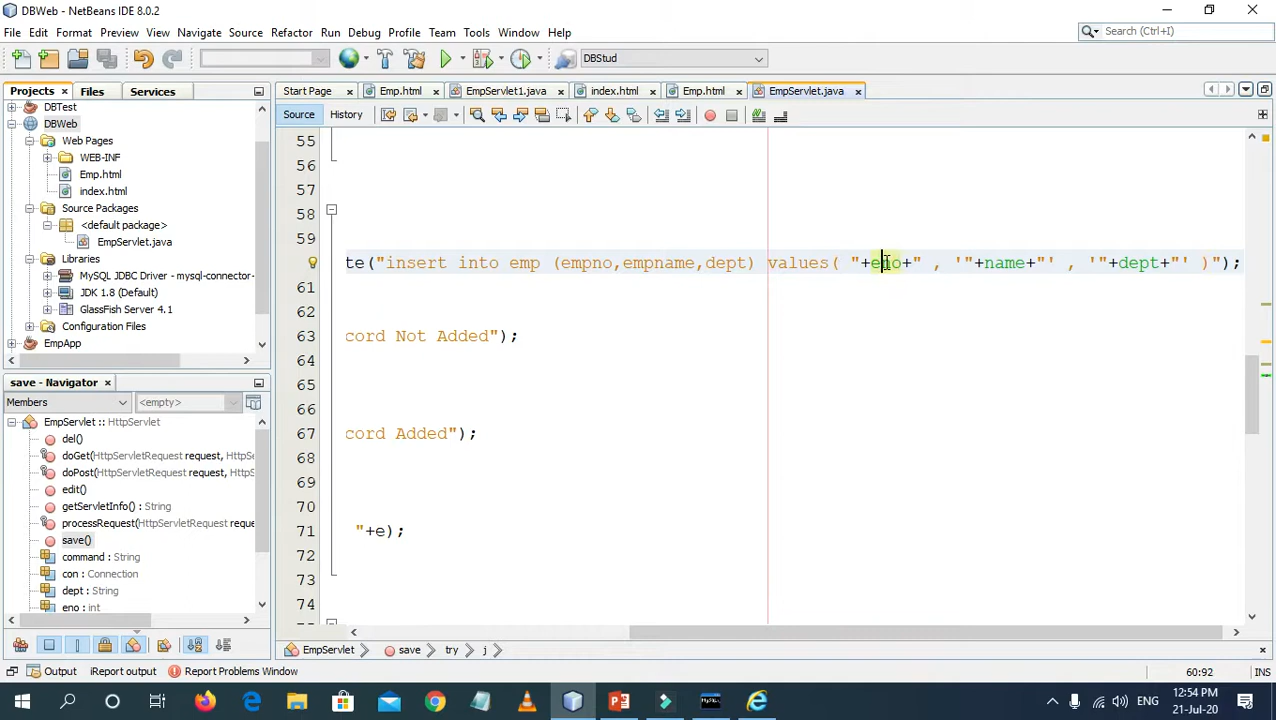 DBWeb - NetBeans IDE 8.0.2
File Edit Format Preview View Navigate Source Refactor Run Debug Profile Team Tools Window Help
Search (Ctrl+I)
DBStud
Projects Files Services
Start Page Emp.html EmpServlet1.java index.html Emp.html EmpServlet.java
Source History
DBTest
DBWeb
Web Pages
WEB-INF
Emp.html
index.html
Source Packages
<default package>
EmpServlet.java
Libraries
MySQL JDBC Driver - mysql-connector-
JDK 1.8 (Default)
GlassFish Server 4.1
Configuration Files
EmpApp
save - Navigator
Members
<empty>
EmpServlet :: HttpServlet
del()
doGet(HttpServletRequest request, HttpSe
doPost(HttpServletRequest request, HttpS
edit()
getServletInfo() : String
processRequest(HttpServletRequest reque
save()
command : String
con : Connection
dept : String
eno : int
55
56
57
58
59
te("insert into emp (empno,empname,dept) values( "+eno+" , '"+name+"' , '"+dept+"' )");
61
62
63 cord Not Added");
64
65
66
67 cord Added");
68
69
70
71 "+e);
72
73
74
EmpServlet save try j
Output iReport output Report Problems Window
60:92 INS
12:54 PM
21-Jul-20